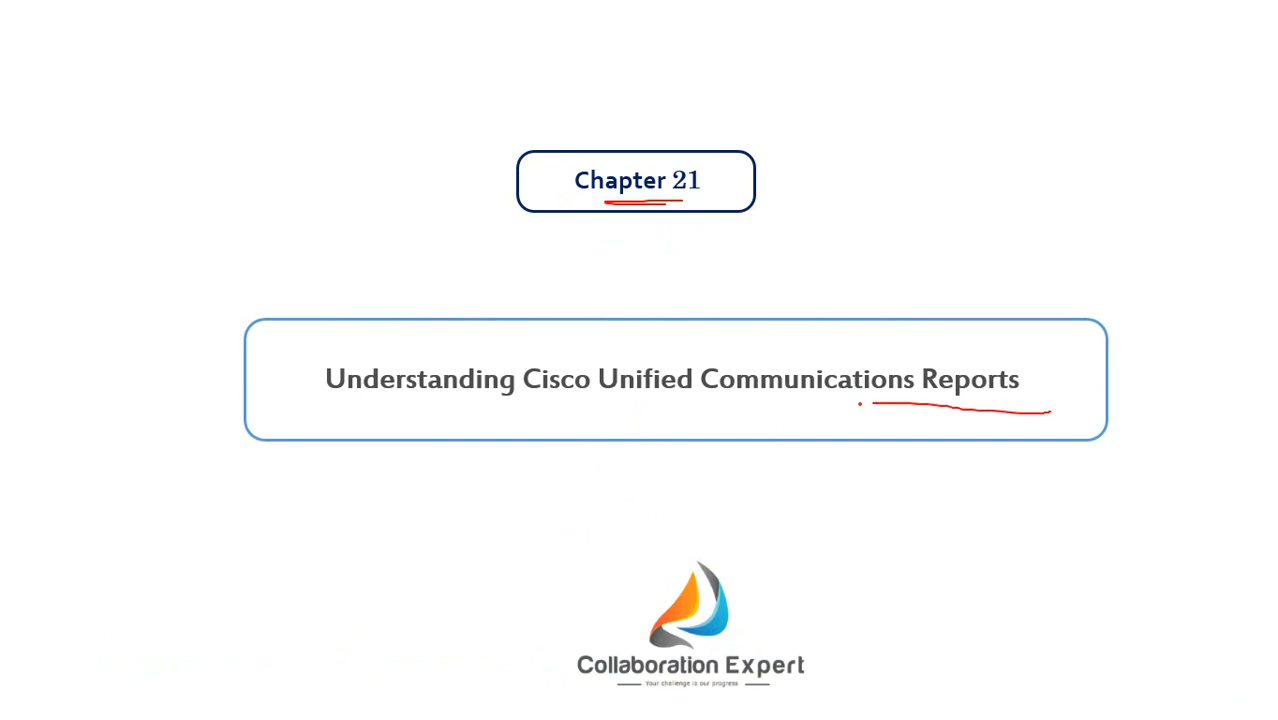 Chapter 21
Understanding Cisco Unified Communications Reports
Collaboration Expert
Your challenge is our progress